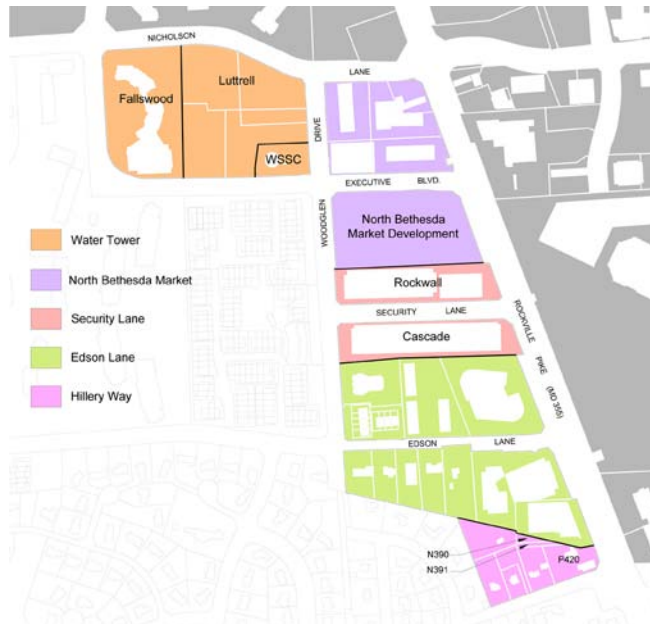 NICHOLSON
LANE
Luttrell
Fallswood
WSSC
DRIVE
WOODGLEN
EXECUTIVE BLVD.
North Bethesda
Market Development
Rockwall
SECURITY LANE
Cascade
ROCKVILLE
PIKE
(MD 355)
EDSON LANE
N390
N391
P420
Water Tower
North Bethesda Market
Security Lane
Edson Lane
Hillery Way